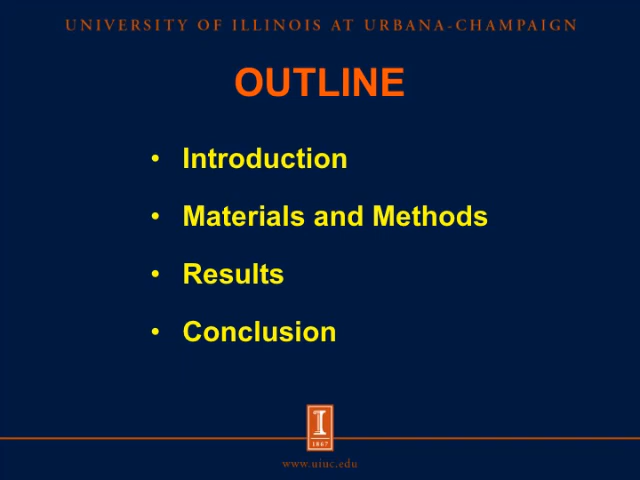 UNIVERSITY OF ILLINOIS AT URBANA-CHAMPAIGN
OUTLINE
• Introduction
• Materials and Methods
• Results
• Conclusion
I
1867
www.uiuc.edu